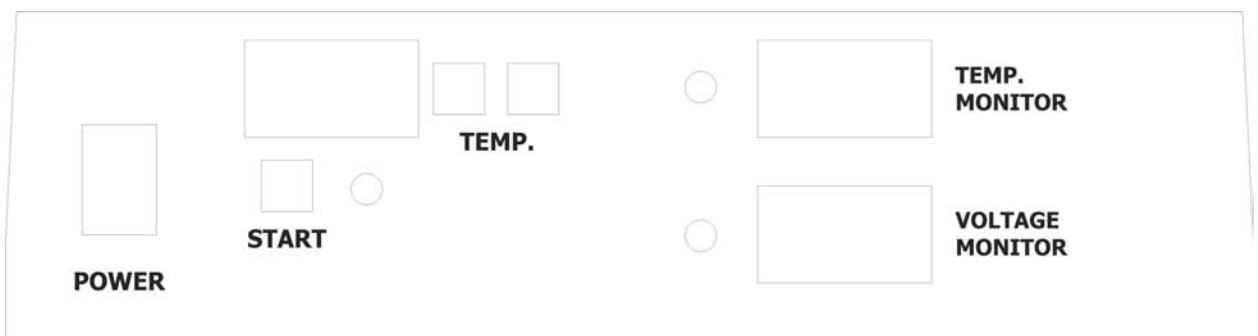 TEMP.
MONITOR
TEMP.
START
VOLTAGE
MONITOR
POWER